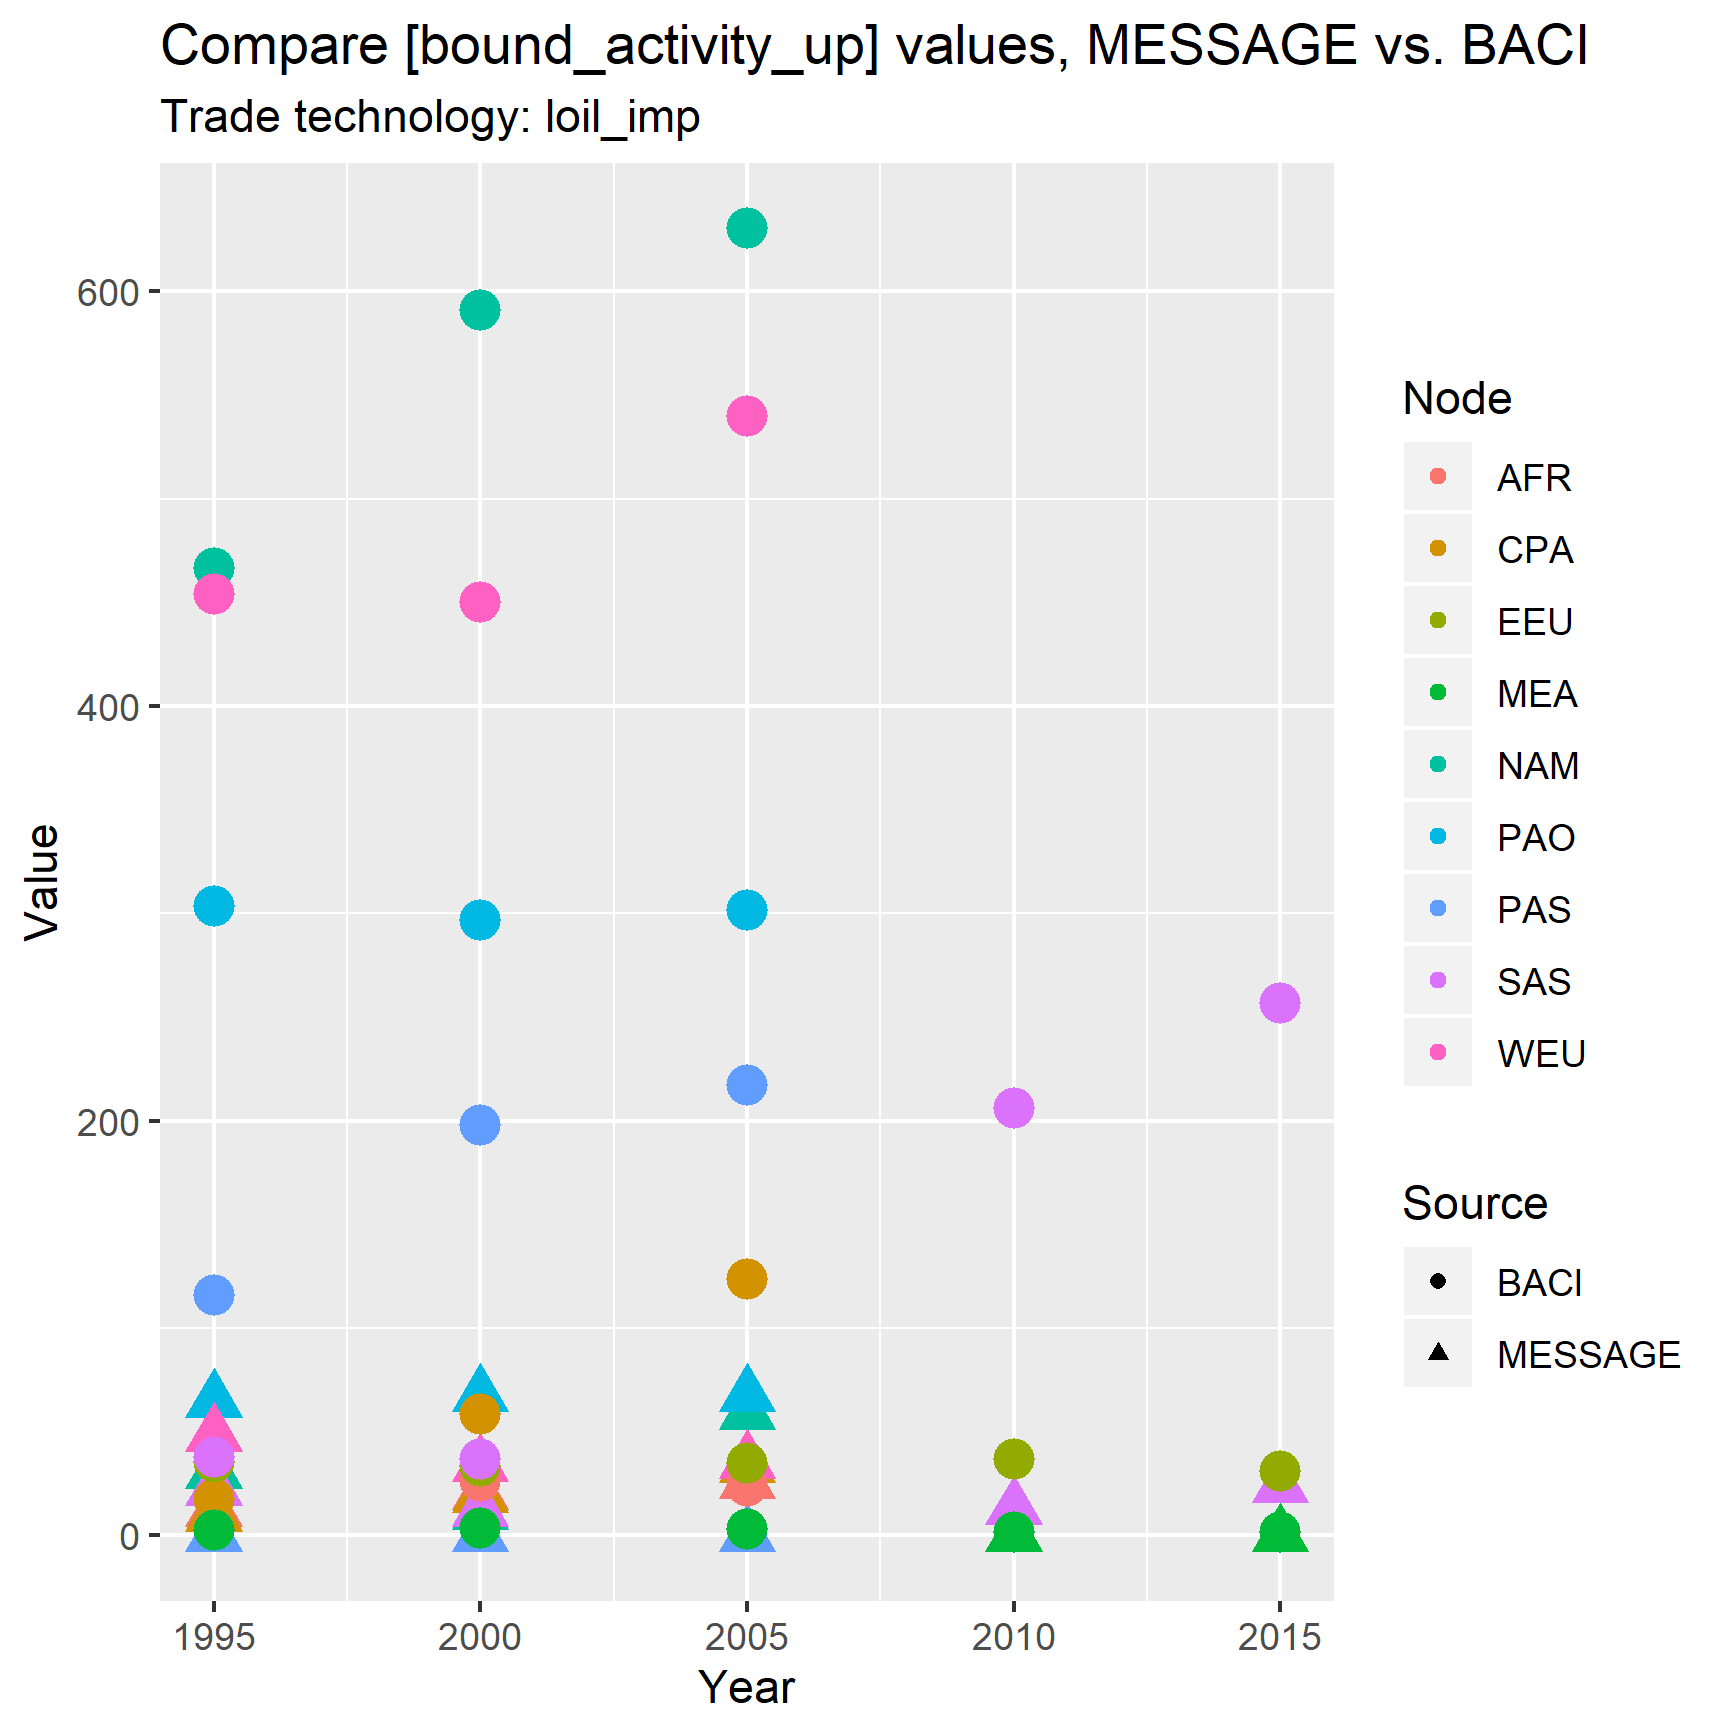 Compare [bound_activity_up] values, MESSAGE vs. BACI
Trade technology: loil_imp
600
400
200
0
Value
1995
2000
2005
2010
2015
Year
Node
AFR
CPA
EEU
MEA
NAM
PAO
PAS
SAS
WEU
Source
BACI
MESSAGE